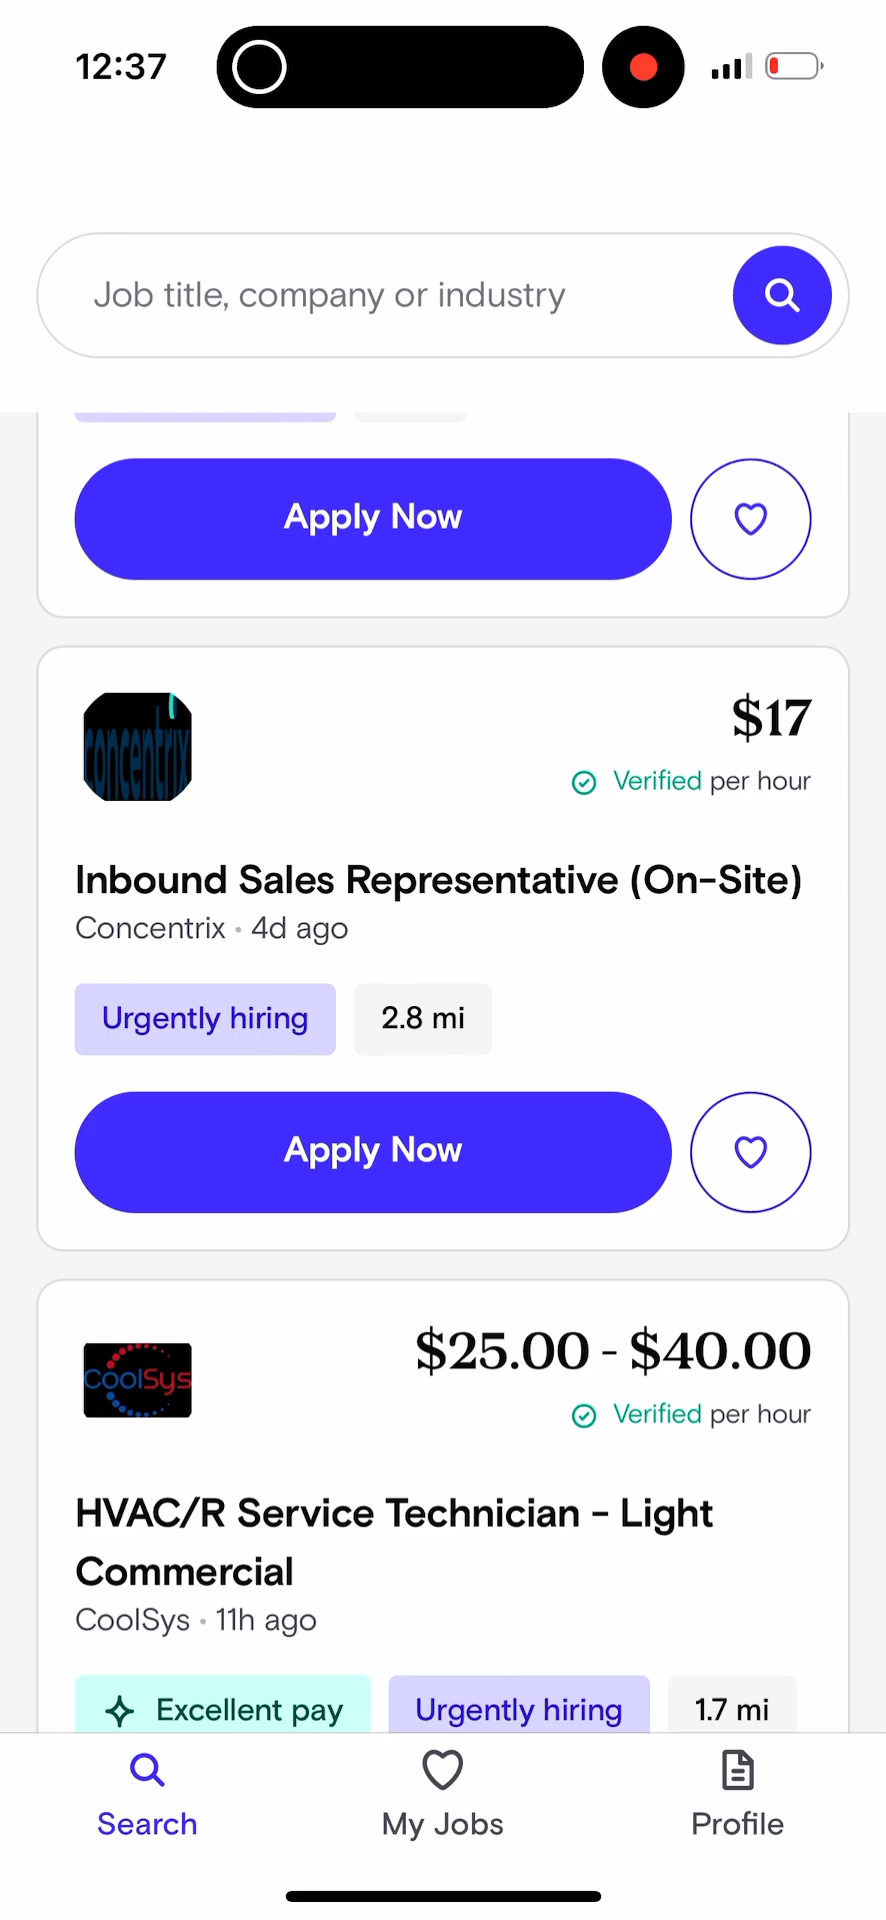 12:37
Job title, company or industry
Apply Now
concentrix
$17
Verified per hour
Inbound Sales Representative (On-Site)
Concentrix • 4d ago
Urgently hiring
2.8 mi
Apply Now
CoolSys
$25.00 - $40.00
Verified per hour
HVAC/R Service Technician - Light
Commercial
CoolSys • 11h ago
Excellent pay
Urgently hiring
1.7 mi
Search
My Jobs
Profile